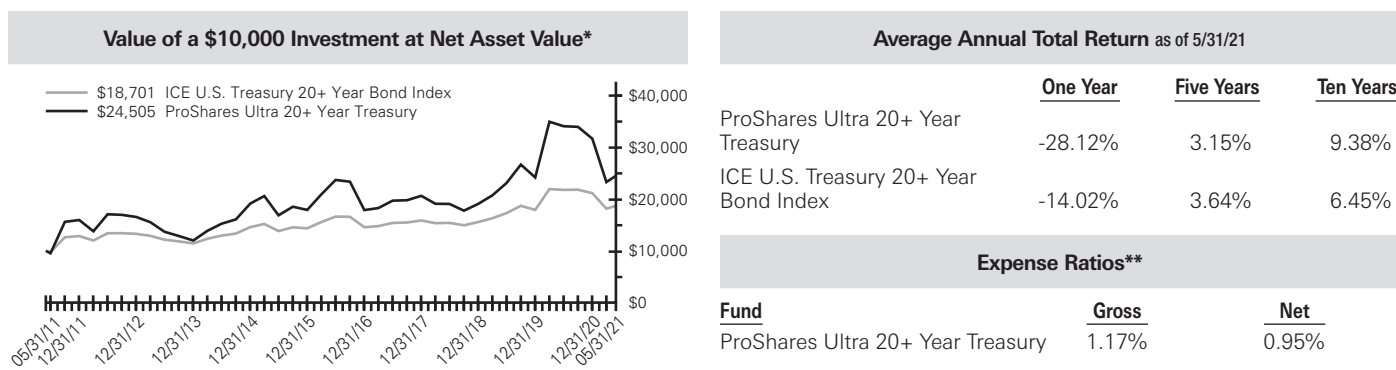 Value of a $10,000 Investment at Net Asset Value*
$18,701 ICE U.S. Treasury 20+ Year Bond Index
$24,505 ProShares Ultra 20+ Year Treasury
$40,000
$30,000
$20,000
$10,000
$0
05/31/11
12/31/11
12/31/12
12/31/13
12/31/14
12/31/15
12/31/16
12/31/17
12/31/18
12/31/19
12/31/20
05/31/21
Average Annual Total Return as of 5/31/21
One Year Five Years Ten Years
ProShares Ultra 20+ Year
Treasury -28.12% 3.15% 9.38%
ICE U.S. Treasury 20+ Year
Bond Index -14.02% 3.64% 6.45%
Expense Ratios**
Fund Gross Net
ProShares Ultra 20+ Year Treasury 1.17% 0.95%